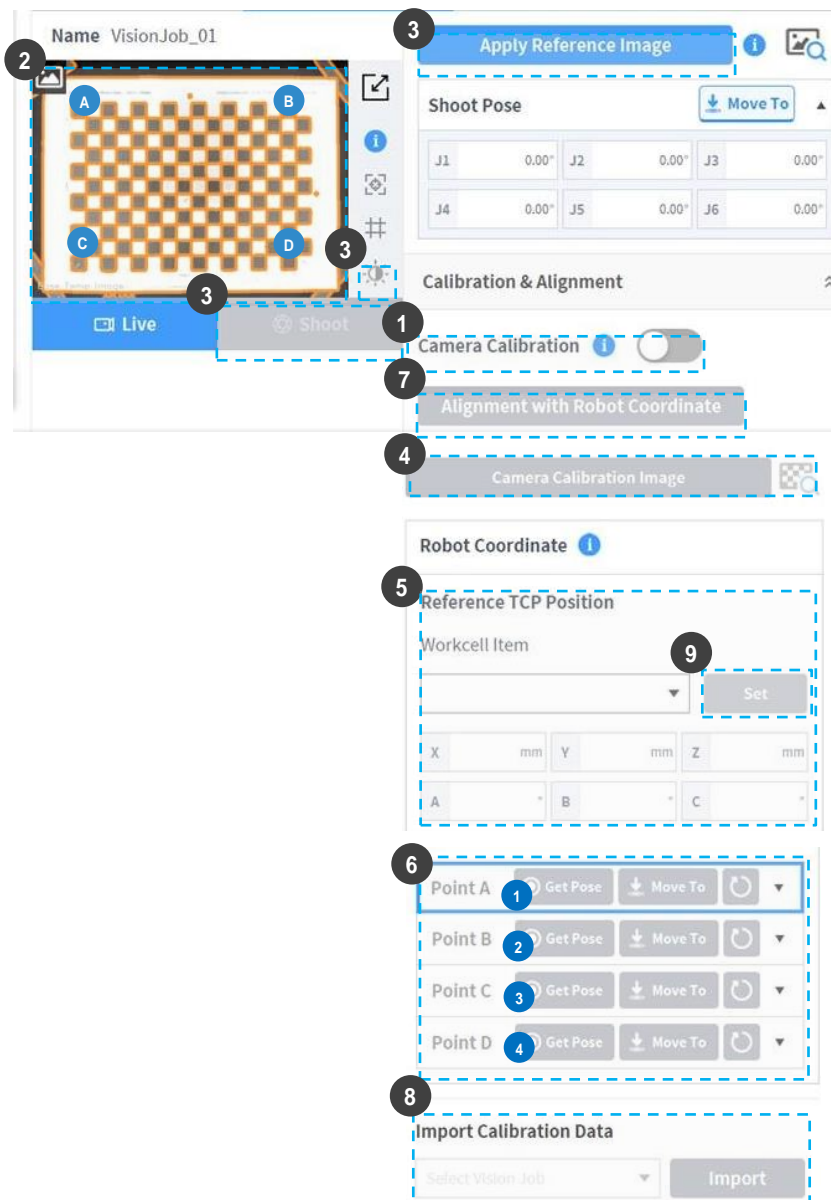 Name VisionJob_01
2
A
B
C
D
3
Live
3
Shoot
3
Apply Reference Image
Shoot Pose
Move To
J1 0.00° J2 0.00° J3 0.00°
J4 0.00° J5 0.00° J6 0.00°
Calibration & Alignment
1
Camera Calibration
7
Alignment with Robot Coordinate
4
Camera Calibration Image
Robot Coordinate
5
Reference TCP Position
Workcell Item
9
Set
X mm Y mm Z mm
A ° B ° C °
6
Point A 1 Get Pose Move To
Point B 2 Get Pose Move To
Point C 3 Get Pose Move To
Point D 4 Get Pose Move To
8
Import Calibration Data
Select Vision Job Import